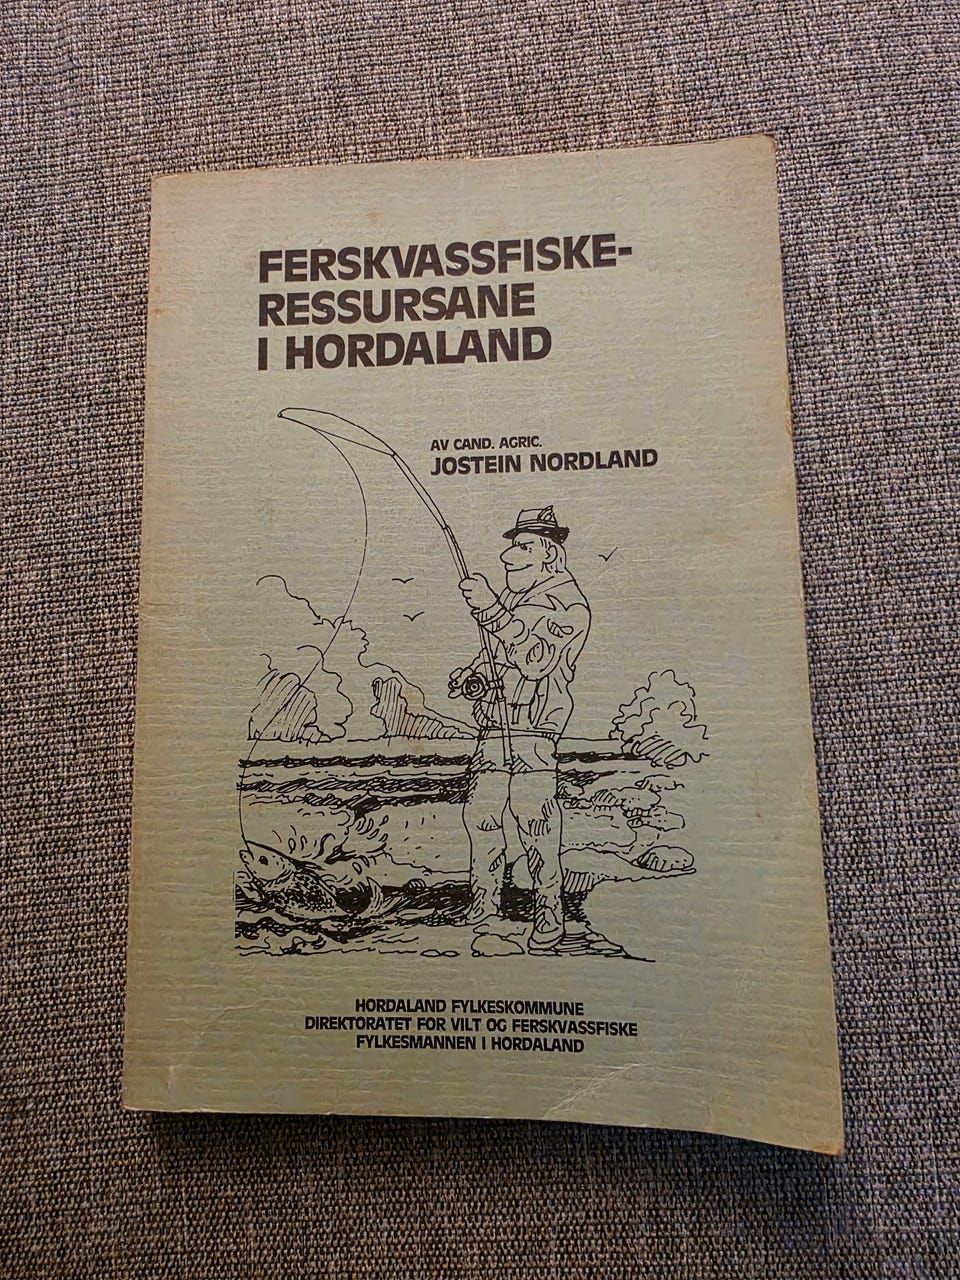 FERSKVASSFISKE-
RESSURSANE
I HORDALAND
AV CAND. AGRIC.
JOSTEIN NORDLAND
HORDALAND FYLKESKOMMUNE
DIREKTORATET FOR VILT OG FERSKVASSFISKE
FYLKESMANNEN I HORDALAND